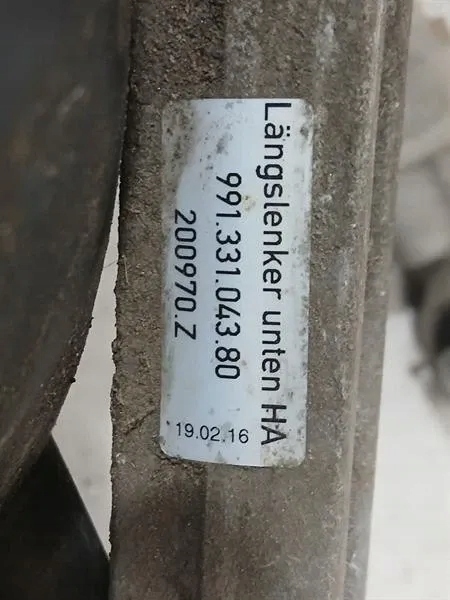 Längslenker unten HA
991.331.043.80
200970.Z
19.02.16